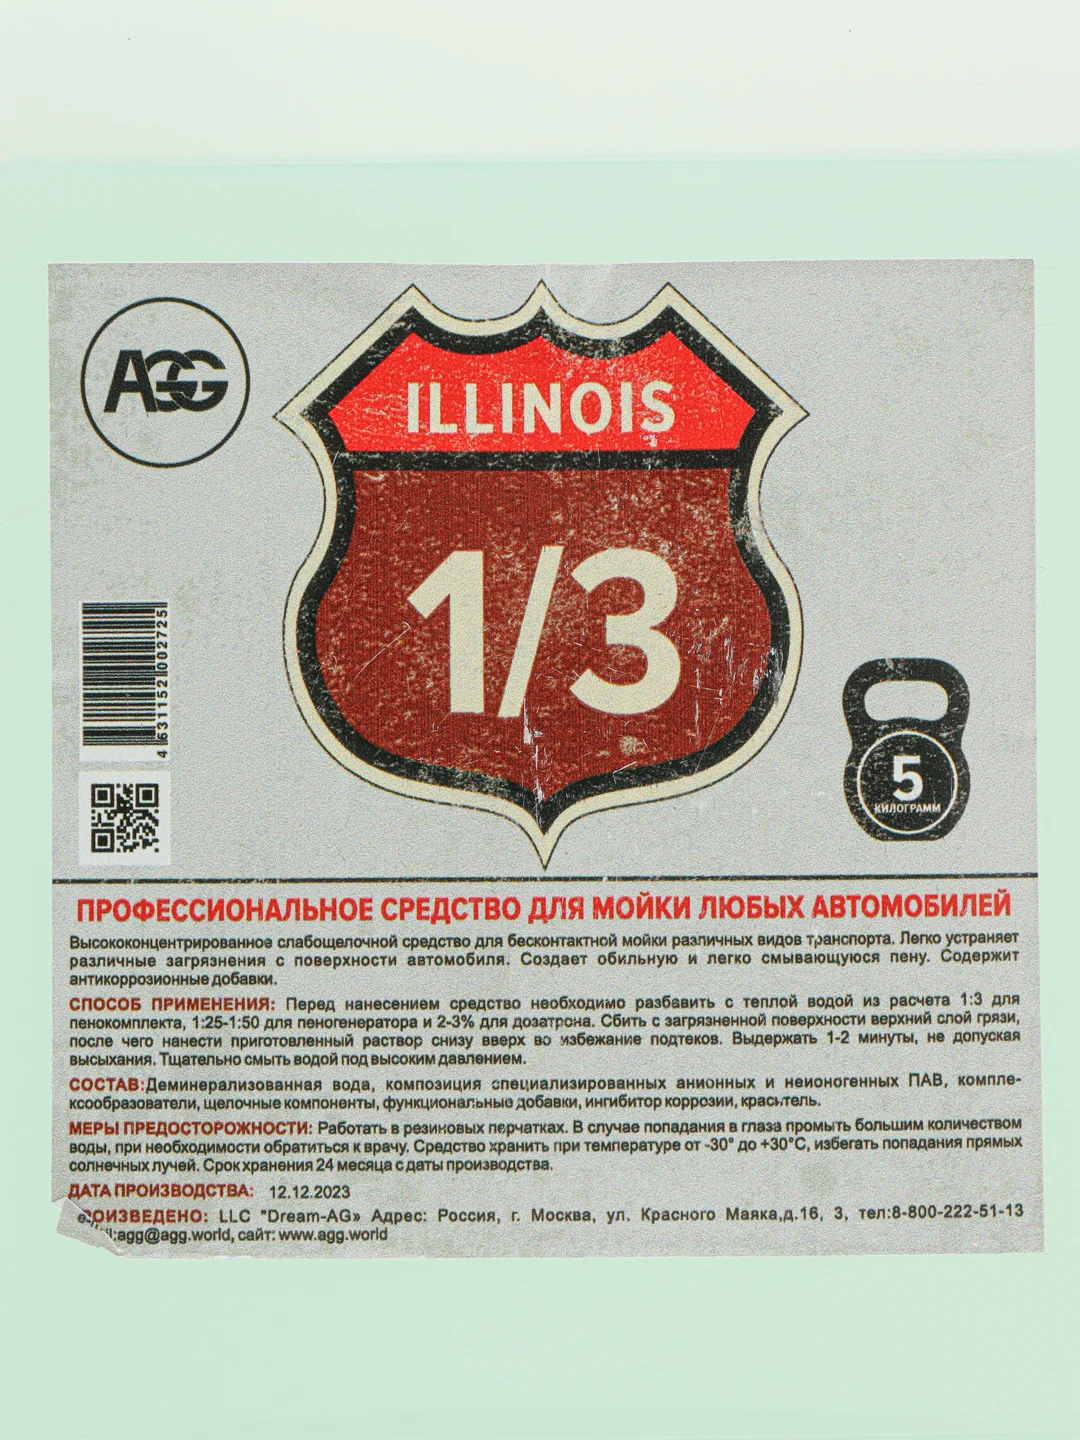 AGG
ILLINOIS
1/3
4 631152 002725
5
КИЛОГРАММ
ПРОФЕССИОНАЛЬНОЕ СРЕДСТВО ДЛЯ МОЙКИ ЛЮБЫХ АВТОМОБИЛЕЙ
Высококонцентрированное слабощелочной средство для бесконтактной мойки различных видов транспорта. Легко устраняет
различные загрязнения с поверхности автомобиля. Создает обильную и легко смывающуюся пену. Содержит
антикоррозионные добавки.
СПОСОБ ПРИМЕНЕНИЯ: Перед нанесением средство необходимо разбавить с теплой водой из расчета 1:3 для
пенокомплекта, 1:25-1:50 для пеногенератора и 2-3% для дозатрона. Сбить с загрязненной поверхности верхний слой грязи,
после чего нанести приготовленный раствор снизу вверх во избежание подтеков. Выдержать 1-2 минуты, не допуская
высыхания. Тщательно смыть водой под высоким давлением.
СОСТАВ:Деминерализованная вода, композиция специализированных анионных и неионогенных ПАВ, компле-
ксообразователи, щелочные компоненты, функциональные добавки, ингибитор коррозии, краситель.
МЕРЫ ПРЕДОСТОРОЖНОСТИ: Работать в резиновых перчатках. В случае попадания в глаза промыть большим количеством
воды, при необходимости обратиться к врачу. Средство хранить при температуре от -30° до +30°С, избегать попадания прямых
солнечных лучей. Срок хранения 24 месяца с даты производства.
ДАТА ПРОИЗВОДСТВА: 12.12.2023
ОИЗВЕДЕНО: LLC "Dream-AG» Адрес: Россия, г. Москва, ул. Красного Маяка,д.16, 3, тел:8-800-222-51-13
l:agg@agg.world, сайт: www.agg.world